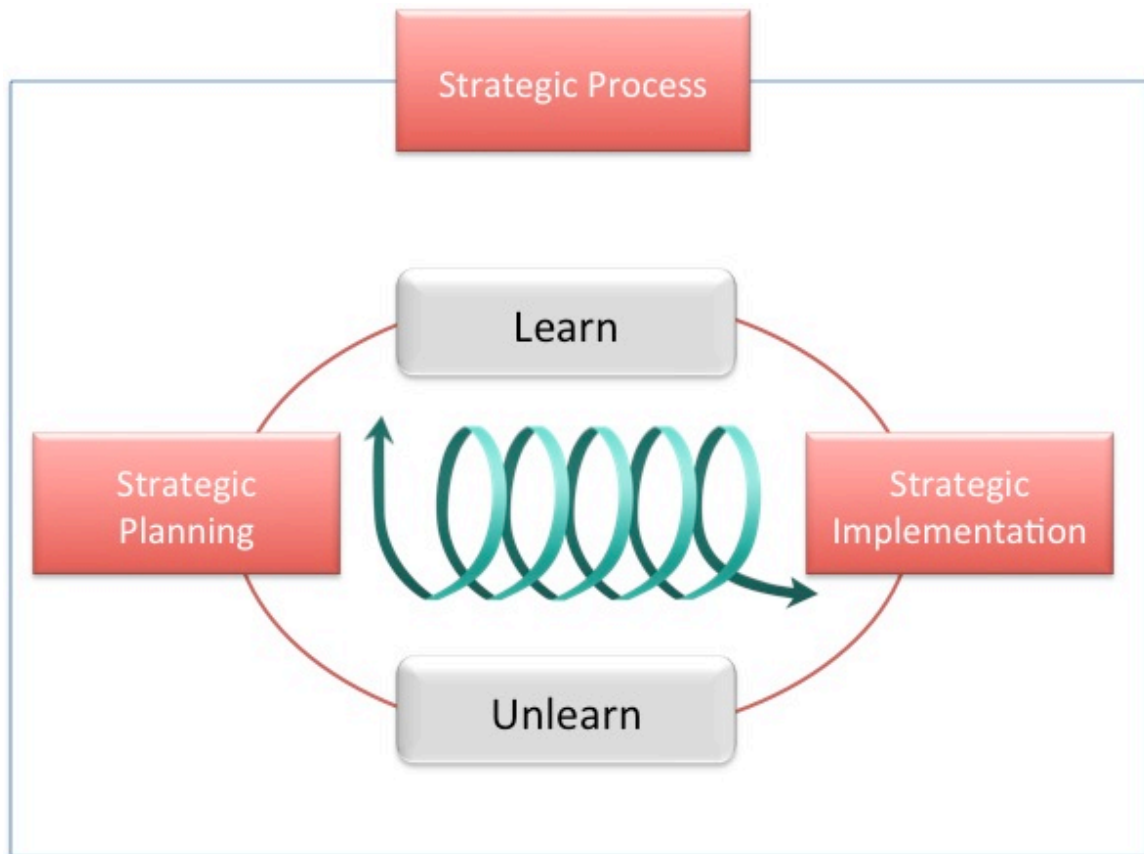 Strategic Process
Learn
Strategic
Planning
Strategic
Implementation
Unlearn